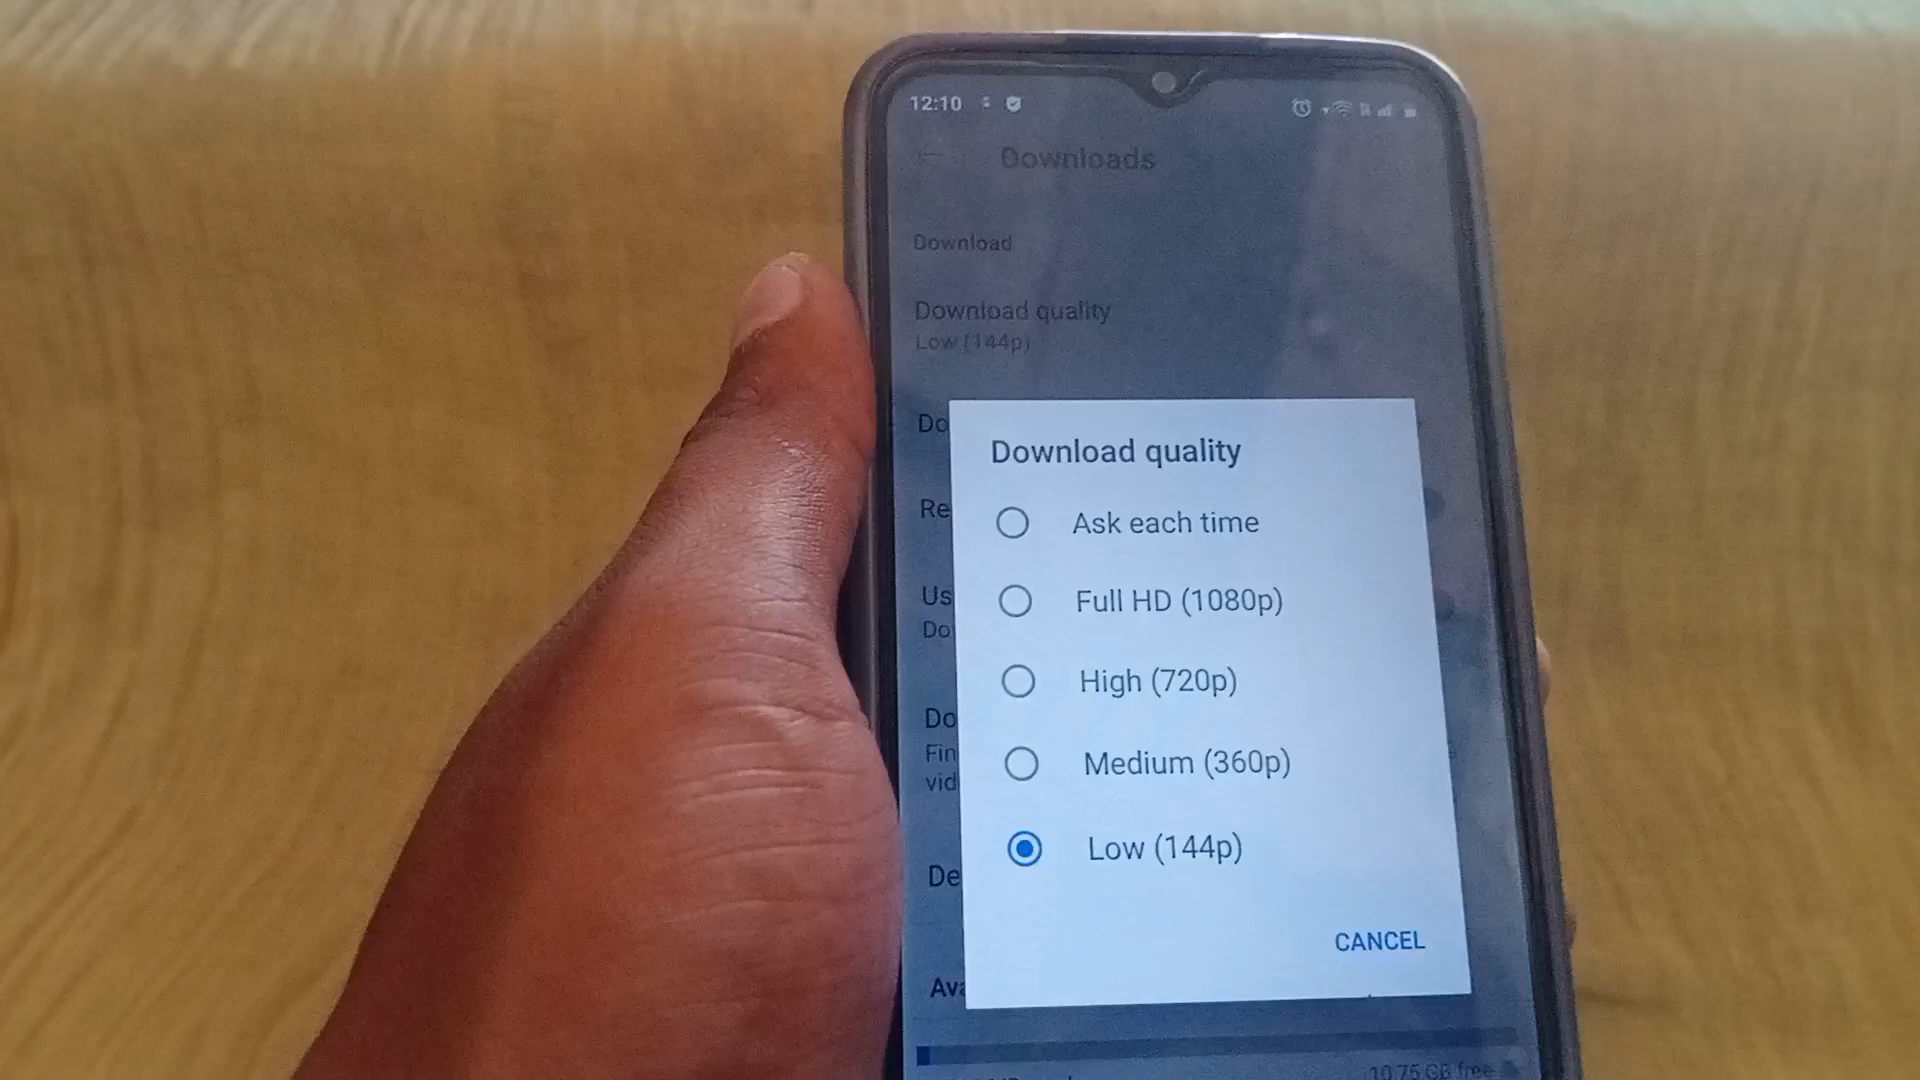 12:10
Downloads
Download
Download quality
Low (144p)
Do
Re
Us
Do
Do
Fin
vid
De
Ava
Download quality
Ask each time
Full HD (1080p)
High (720p)
Medium (360p)
Low (144p)
CANCEL
10.75 GB free